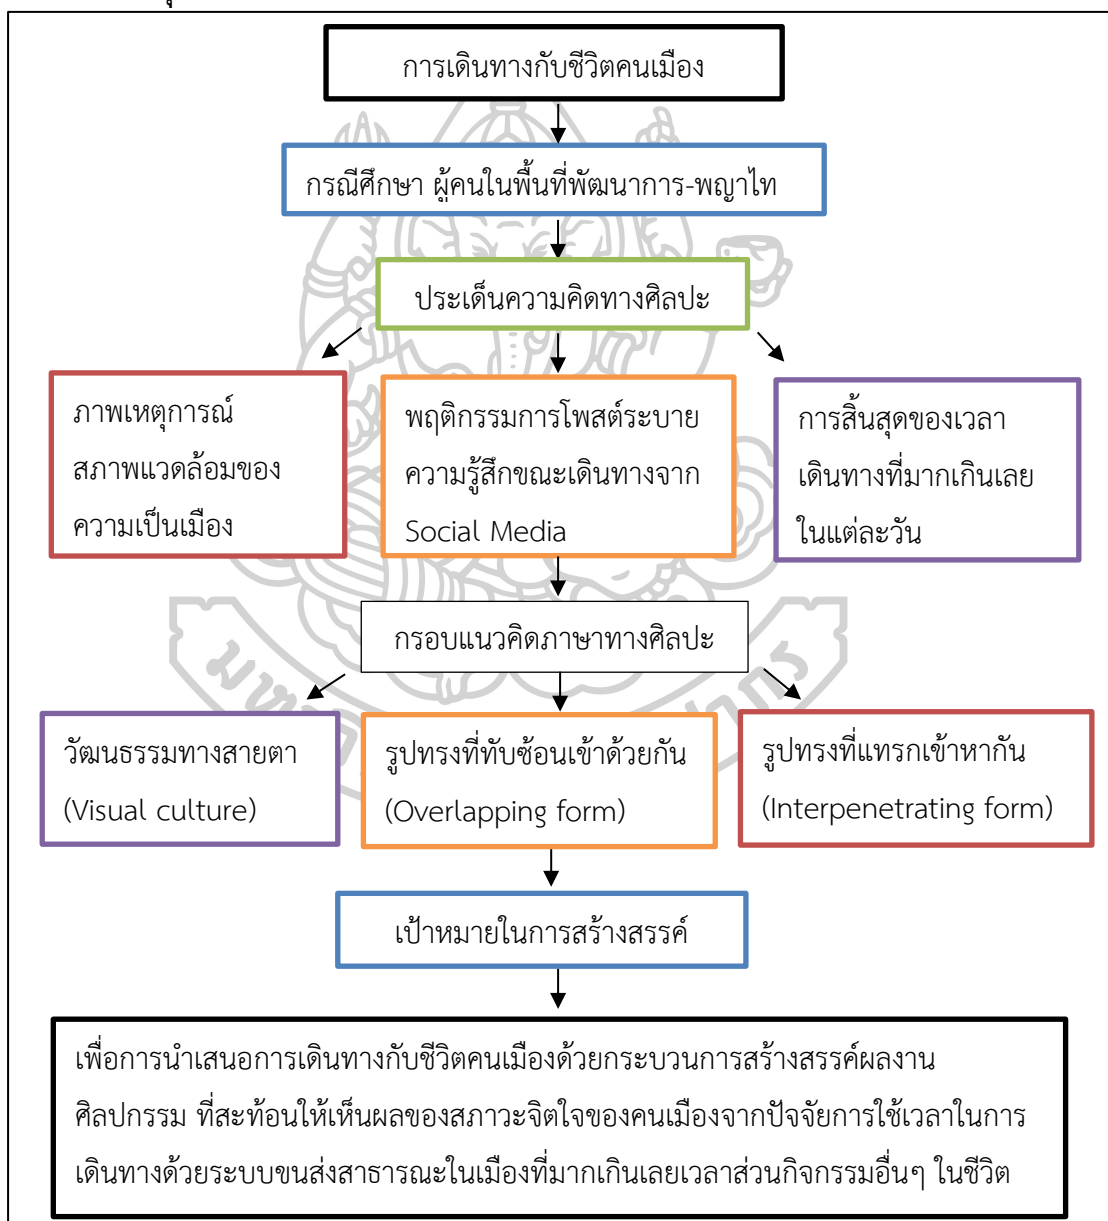 การเดินทางกับชีวิตคนเมือง
กรณีศึกษา ผู้คนในพื้นที่พัฒนาการ-พญาไท
ประเด็นความคิดทางศิลปะ
ภาพเหตุการณ์
สภาพแวดล้อมของ
ความเป็นเมือง
พฤติกรรมการโพสต์ระบาย
ความรู้สึกขณะเดินทางจาก
Social Media
การสิ้นสุดของเวลา
เดินทางที่มากเกินเลย
ในแต่ละวัน
กรอบแนวคิดภาษาทางศิลปะ
วัฒนธรรมทางสายตา
(Visual culture)
รูปทรงที่ทับซ้อนเข้าด้วยกัน
(Overlapping form)
รูปทรงที่แทรกเข้าหากัน
(Interpenetrating form)
เป้าหมายในการสร้างสรรค์
เพื่อการนำเสนอการเดินทางกับชีวิตคนเมืองด้วยกระบวนการสร้างสรรค์ผลงาน
ศิลปกรรม ที่สะท้อนให้เห็นผลของสภาวะจิตใจของคนเมืองจากปัจจัยการใช้เวลาในการ
เดินทางด้วยระบบขนส่งสาธารณะในเมืองที่มากเกินเลยเวลาส่วนกิจกรรมอื่นๆ ในชีวิต